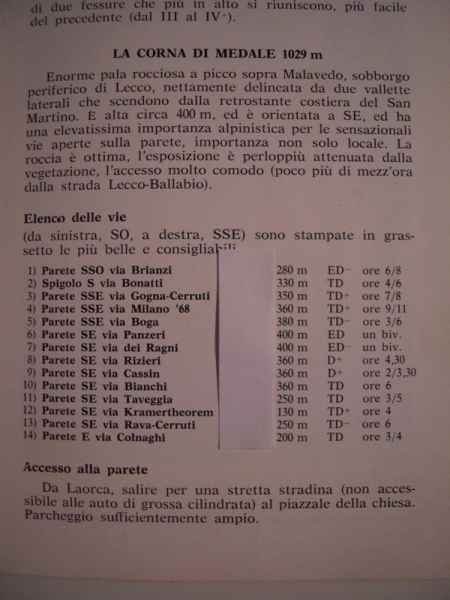 di due fessure che più in alto si riuniscono, più facile
del precedente (dal III al IV⁺).
LA CORNA DI MEDALE 1029 m
Enorme pala rocciosa a picco sopra Malavedo, sobborgo
periferico di Lecco, nettamente delineata da due vallette
laterali che scendono dalla retrostante costiera del San
Martino. È alta circa 400 m, ed è orientata a SE, ed ha
una elevatissima importanza alpinistica per le sensazionali
vie aperte sulla parete, importanza non solo locale. La
roccia è ottima, l'esposizione è perloppiù attenuata dalla
vegetazione, l'accesso molto comodo (poco più di mezz'ora
dalla strada Lecco-Ballabio).
Elenco delle vie
(da sinistra, SO, a destra, SSE) sono stampate in gras-
setto le più belle e consigliabili:
1) Parete SSO via Brianzi 280 m ED⁻ ore 6/8
2) Spigolo S via Bonatti 330 m TD ore 4/6
3) Parete SSE via Gogna-Cerruti 350 m TD⁺ ore 7/8
4) Parete SSE via Milano '68 360 m TD⁺ ore 9/11
5) Parete SSE via Boga 380 m TD⁻ ore 3/6
6) Parete SE via Panzeri 400 m ED un biv.
7) Parete SE via dei Ragni 400 m ED⁻ un biv.
8) Parete SE via Rizieri 360 m D⁺ ore 4,30
9) Parete SE via Cassin 360 m D⁺ ore 2/3,30
10) Parete SE via Bianchi 360 m TD ore 6
11) Parete SE via Taveggia 250 m TD ore 3/5
12) Parete SE via Kramertheorem 130 m TD⁺ ore 4
13) Parete SE via Rava-Cerruti 250 m TD⁻ ore 6
14) Parete E via Colnaghi 200 m TD ore 3/4
Accesso alla parete
Da Laorca, salire per una stretta stradina (non acces-
sibile alle auto di grossa cilindrata) al piazzale della chiesa.
Parcheggio sufficientemente ampio.